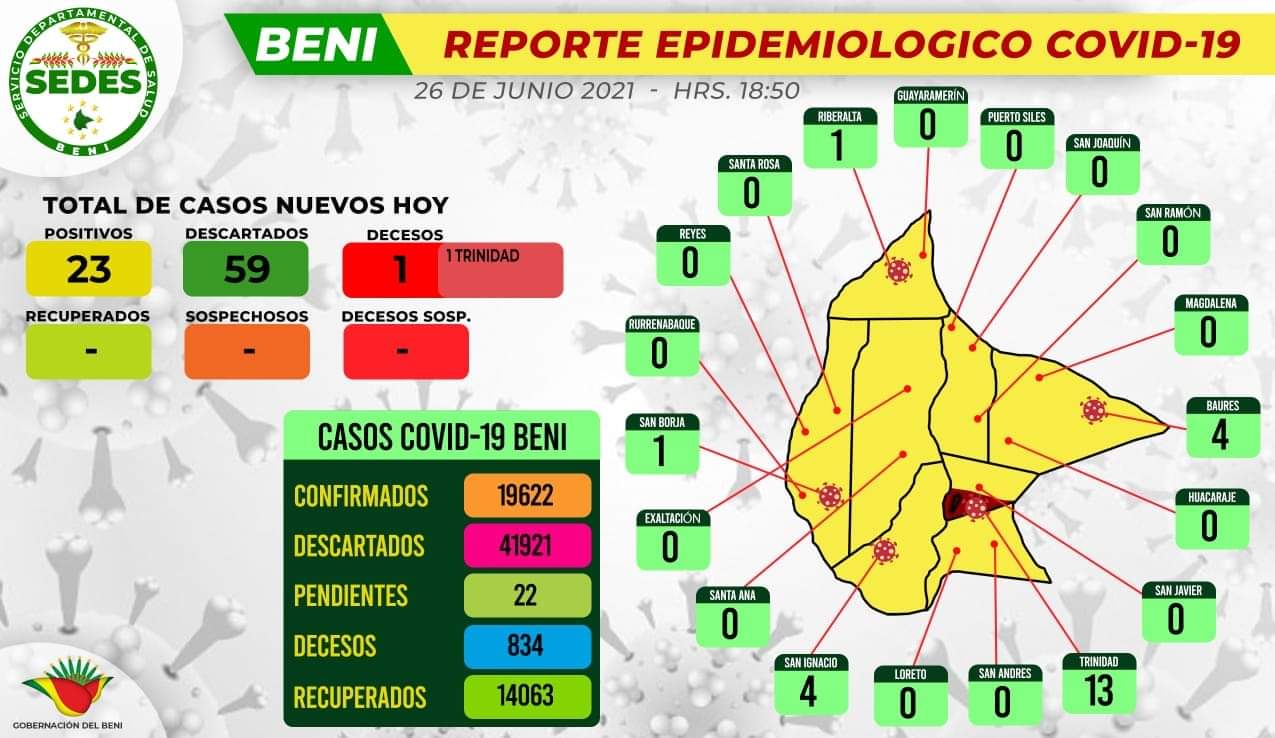 SERVICIO DEPARTAMENTAL DE SALUD
SEDES
BENI
BENI
REPORTE EPIDEMIOLOGICO COVID-19
26 DE JUNIO 2021 - HRS. 18:50
TOTAL DE CASOS NUEVOS HOY
POSITIVOS
23
DESCARTADOS
59
DECESOS
1
1 TRINIDAD
RECUPERADOS
-
SOSPECHOSOS
-
DECESOS SOSP.
-
CASOS COVID-19 BENI
CONFIRMADOS 19622
DESCARTADOS 41921
PENDIENTES 22
DECESOS 834
RECUPERADOS 14063
GUAYARAMERÍN
0
RIBERALTA
1
PUERTO SILES
0
SAN JOAQUÍN
0
SANTA ROSA
0
SAN RAMÓN
0
REYES
0
MAGDALENA
0
RURRENABAQUE
0
BAURES
4
SAN BORJA
1
HUACARAJE
0
EXALTACIÓN
0
SAN JAVIER
0
SANTA ANA
0
SAN IGNACIO
4
LORETO
0
SAN ANDRES
0
TRINIDAD
13
GOBERNACIÓN DEL BENI